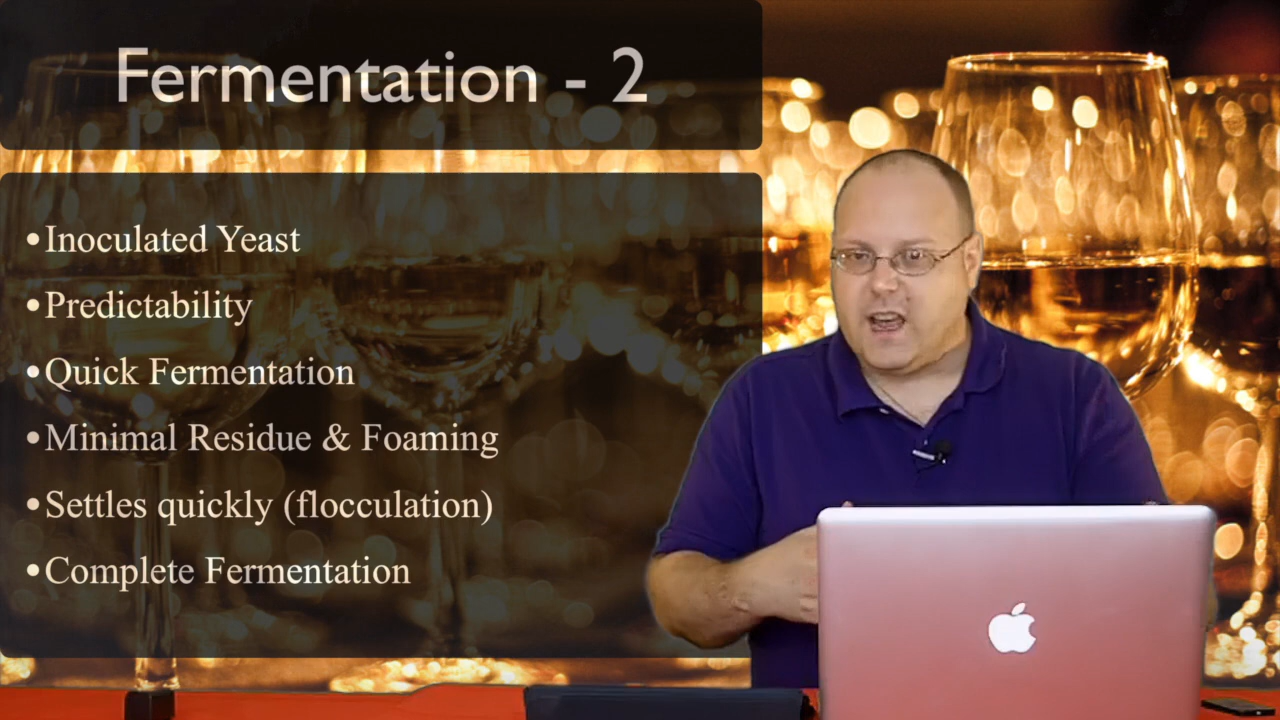 Fermentation - 2
•Inoculated Yeast
•Predictability
•Quick Fermentation
•Minimal Residue & Foaming
•Settles quickly (flocculation)
•Complete Fermentation